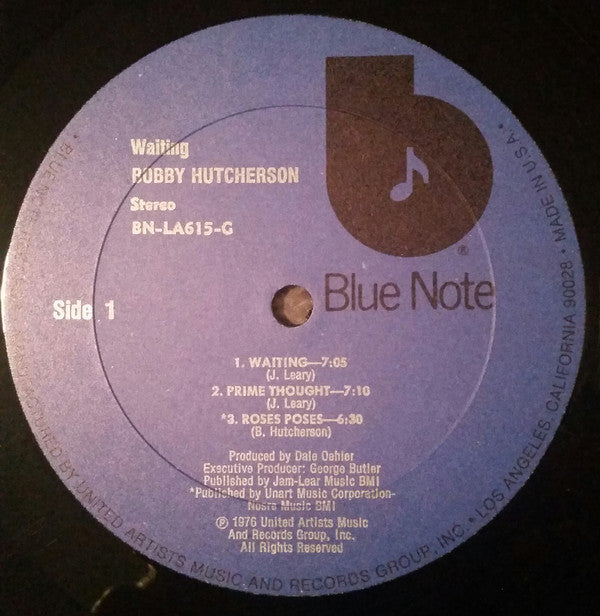 Waiting
BOBBY HUTCHERSON
Stereo
BN-LA615-G
Side 1
b
®
Blue Note
1. WAITING—7:05
(J. Leary)
2. PRIME THOUGHT—7:10
(J. Leary)
*3. ROSES POSES—6:30
(B. Hutcherson)
Produced by Dale Oehler
Executive Producer: George Butler
Published by Jam-Lear Music BMI
*Published by Unart Music Corporation-
Nosre Music BMI
℗ 1976 United Artists Music
And Records Group, Inc.
All Rights Reserved
BLUE NOTE BY UNITED ARTISTS MUSIC AND RECORDS GROUP, INC. • LOS ANGELES, CALIFORNIA 90028 • MADE IN U.S.A. •